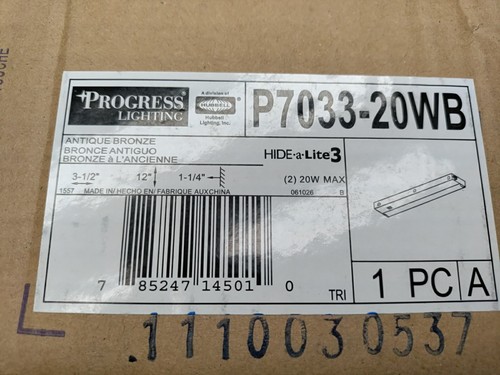 OUCHE
PROGRESS
LIGHTING
A division of
HUBBELL
Hubbell
Lighting, Inc.
P7033-20WB
ANTIQUE BRONZE
BRONCE ANTIGUO
BRONZE à L'ANCIENNE
HIDE·a·Lite3
3-1/2" 12" 1-1/4"
(2) 20W MAX
1557 MADE IN/HECHO EN/FABRIQUE AUXCHINA 061026 B
7 85247 14501 0
TRI
1 PC A
.1110030537